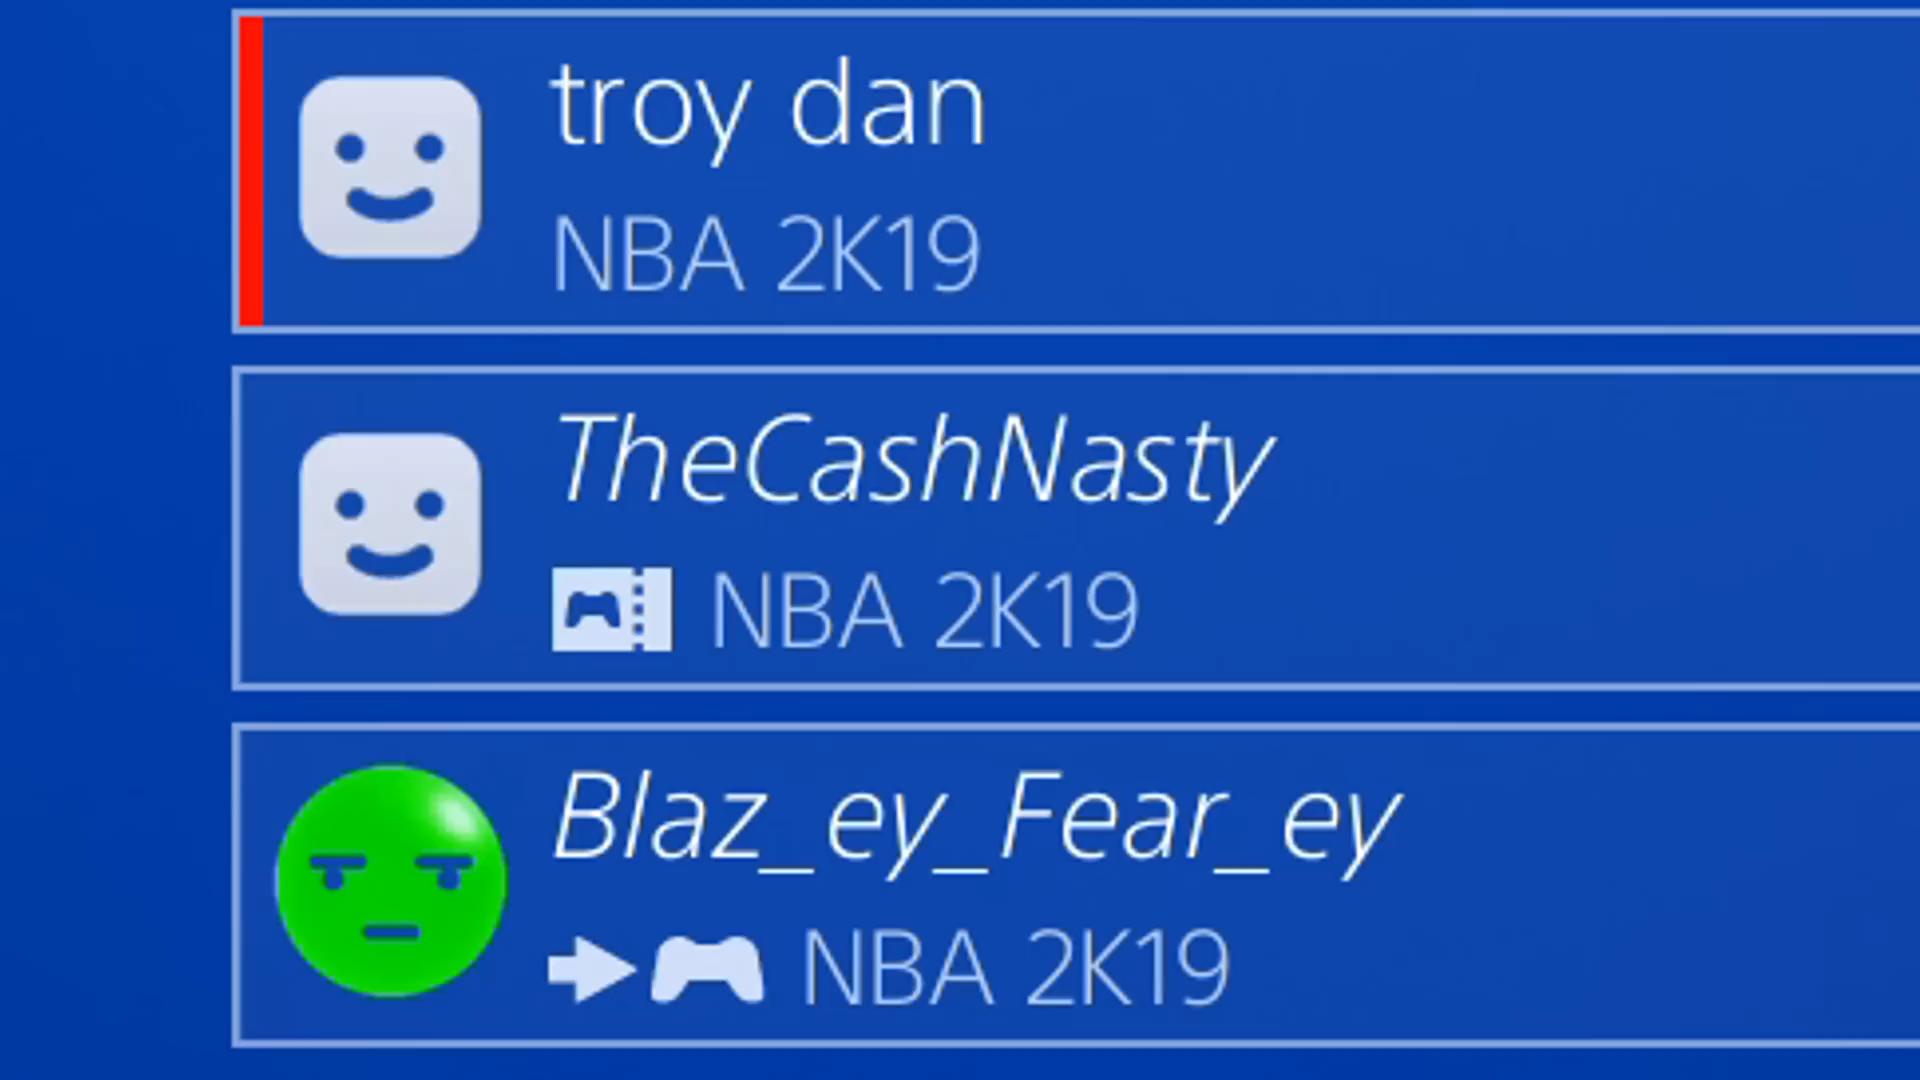 troy dan
NBA 2K19
TheCashNasty
NBA 2K19
Blaz_ey_Fear_ey
NBA 2K19